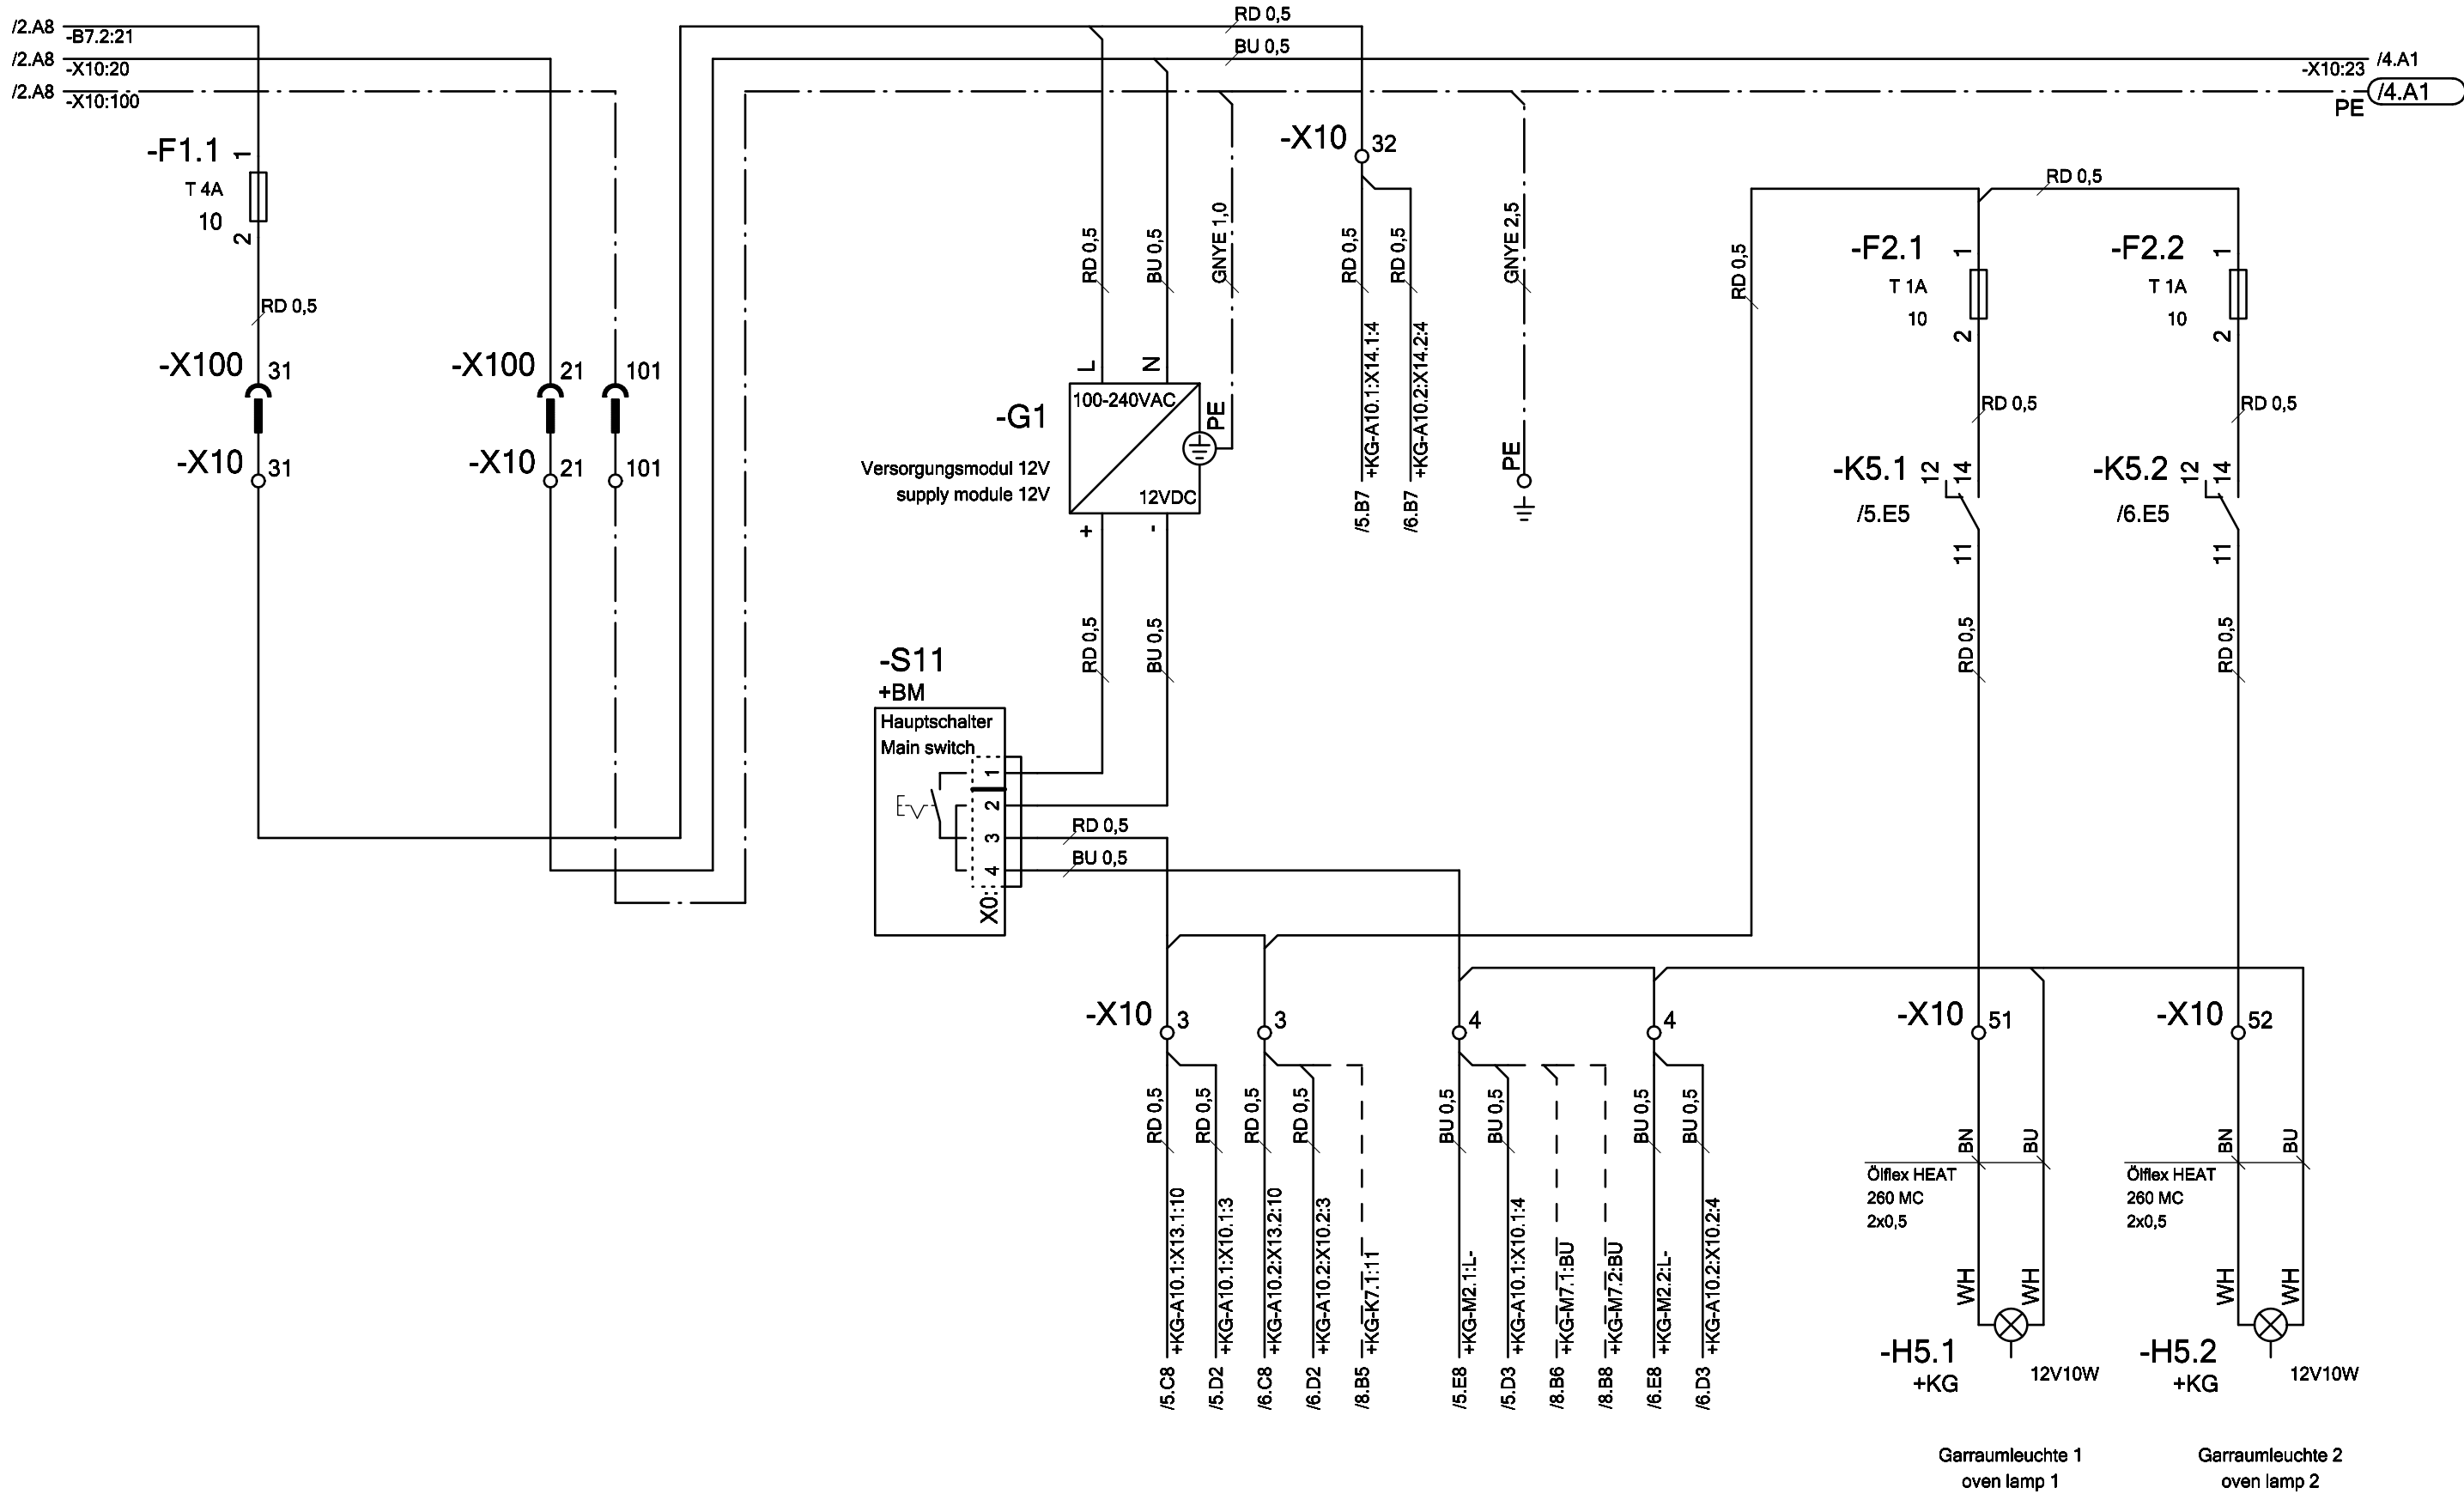 /2.A8
-B7.2:21
/2.A8
-X10:20
/2.A8
-X10:100
RD 0,5
BU 0,5
/4.A1
-X10:23
/4.A1
PE
-F1.1
1
T 4A
10
2
RD 0,5
-X100
31
-X100
21
101
-X10
31
-X10
21
101
RD 0,5
BU 0,5
GNYE 1,0
L
N
-G1
100-240VAC
PE
Versorgungsmodul 12V
supply module 12V
12VDC
+
-
-X10
32
RD 0,5
RD 0,5
+KG-A10.1:X14.1:4
+KG-A10.2:X14.2:4
/5.B7
/6.B7
GNYE 2,5
PE
RD 0,5
RD 0,5
-F2.1
1
T 1A
10
2
-F2.2
1
T 1A
10
2
RD 0,5
RD 0,5
-K5.1
12
14
/5.E5
11
-K5.2
12
14
/6.E5
11
RD 0,5
BU 0,5
RD 0,5
RD 0,5
-S11
+BM
Hauptschalter
Main switch
1
2
3
4
X0:
RD 0,5
BU 0,5
-X10
3
3
4
4
-X10
51
-X10
52
RD 0,5
RD 0,5
RD 0,5
RD 0,5
BU 0,5
BU 0,5
BU 0,5
BU 0,5
BN
BU
BN
BU
Ölflex HEAT
260 MC
2x0,5
Ölflex HEAT
260 MC
2x0,5
+KG-A10.1:X13.1:10
+KG-A10.1:X10.1:3
+KG-A10.2:X13.2:10
+KG-A10.2:X10.2:3
+KG-K7.1:11
+KG-M2.1:L-
+KG-A10.1:X10.1:4
+KG-M7.1:BU
+KG-M7.2:BU
+KG-M2.2:L-
+KG-A10.2:X10.2:4
WH
WH
WH
WH
/5.C8
/5.D2
/6.C8
/6.D2
/8.B5
/5.E8
/5.D3
/8.B6
/8.B8
/6.E8
/6.D3
-H5.1
+KG
12V10W
-H5.2
+KG
12V10W
Garraumleuchte 1
oven lamp 1
Garraumleuchte 2
oven lamp 2